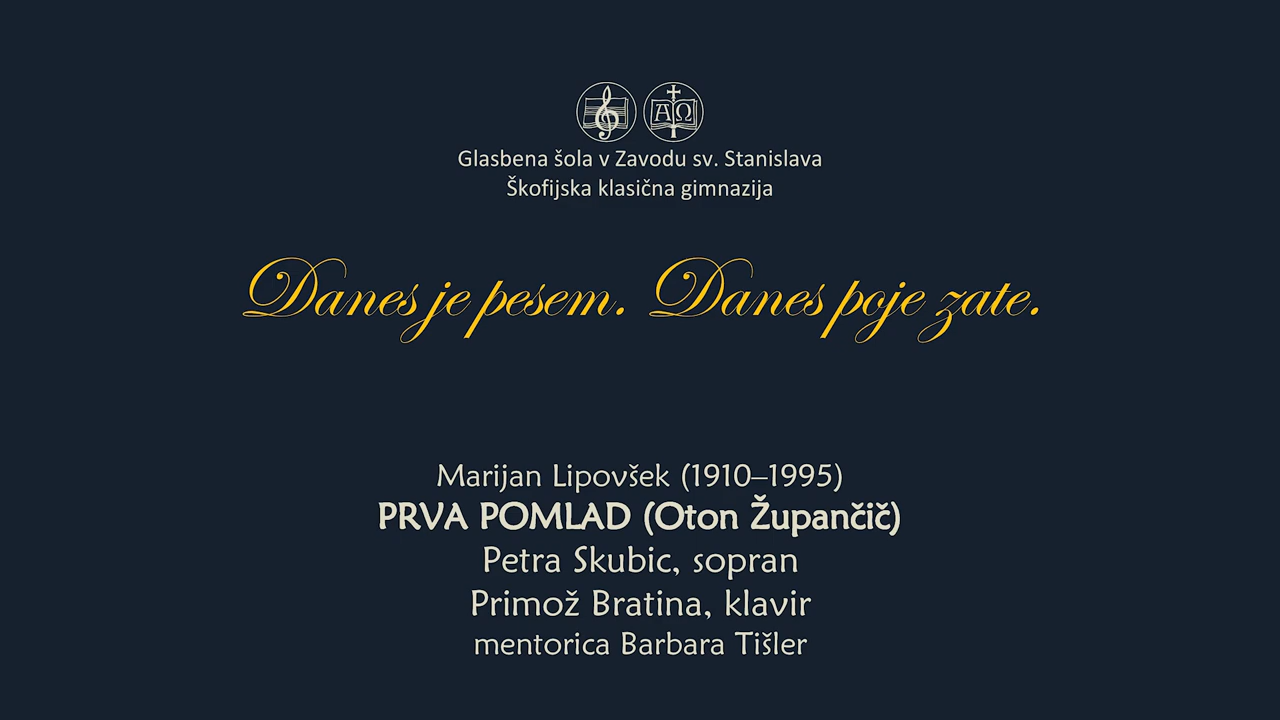 ΑΩ
Glasbena šola v Zavodu sv. Stanislava
Škofijska klasična gimnazija
Danes je pesem. Danes poje zate.
Marijan Lipovšek (1910–1995)
PRVA POMLAD (Oton Župančič)
Petra Skubic, sopran
Primož Bratina, klavir
mentorica Barbara Tišler